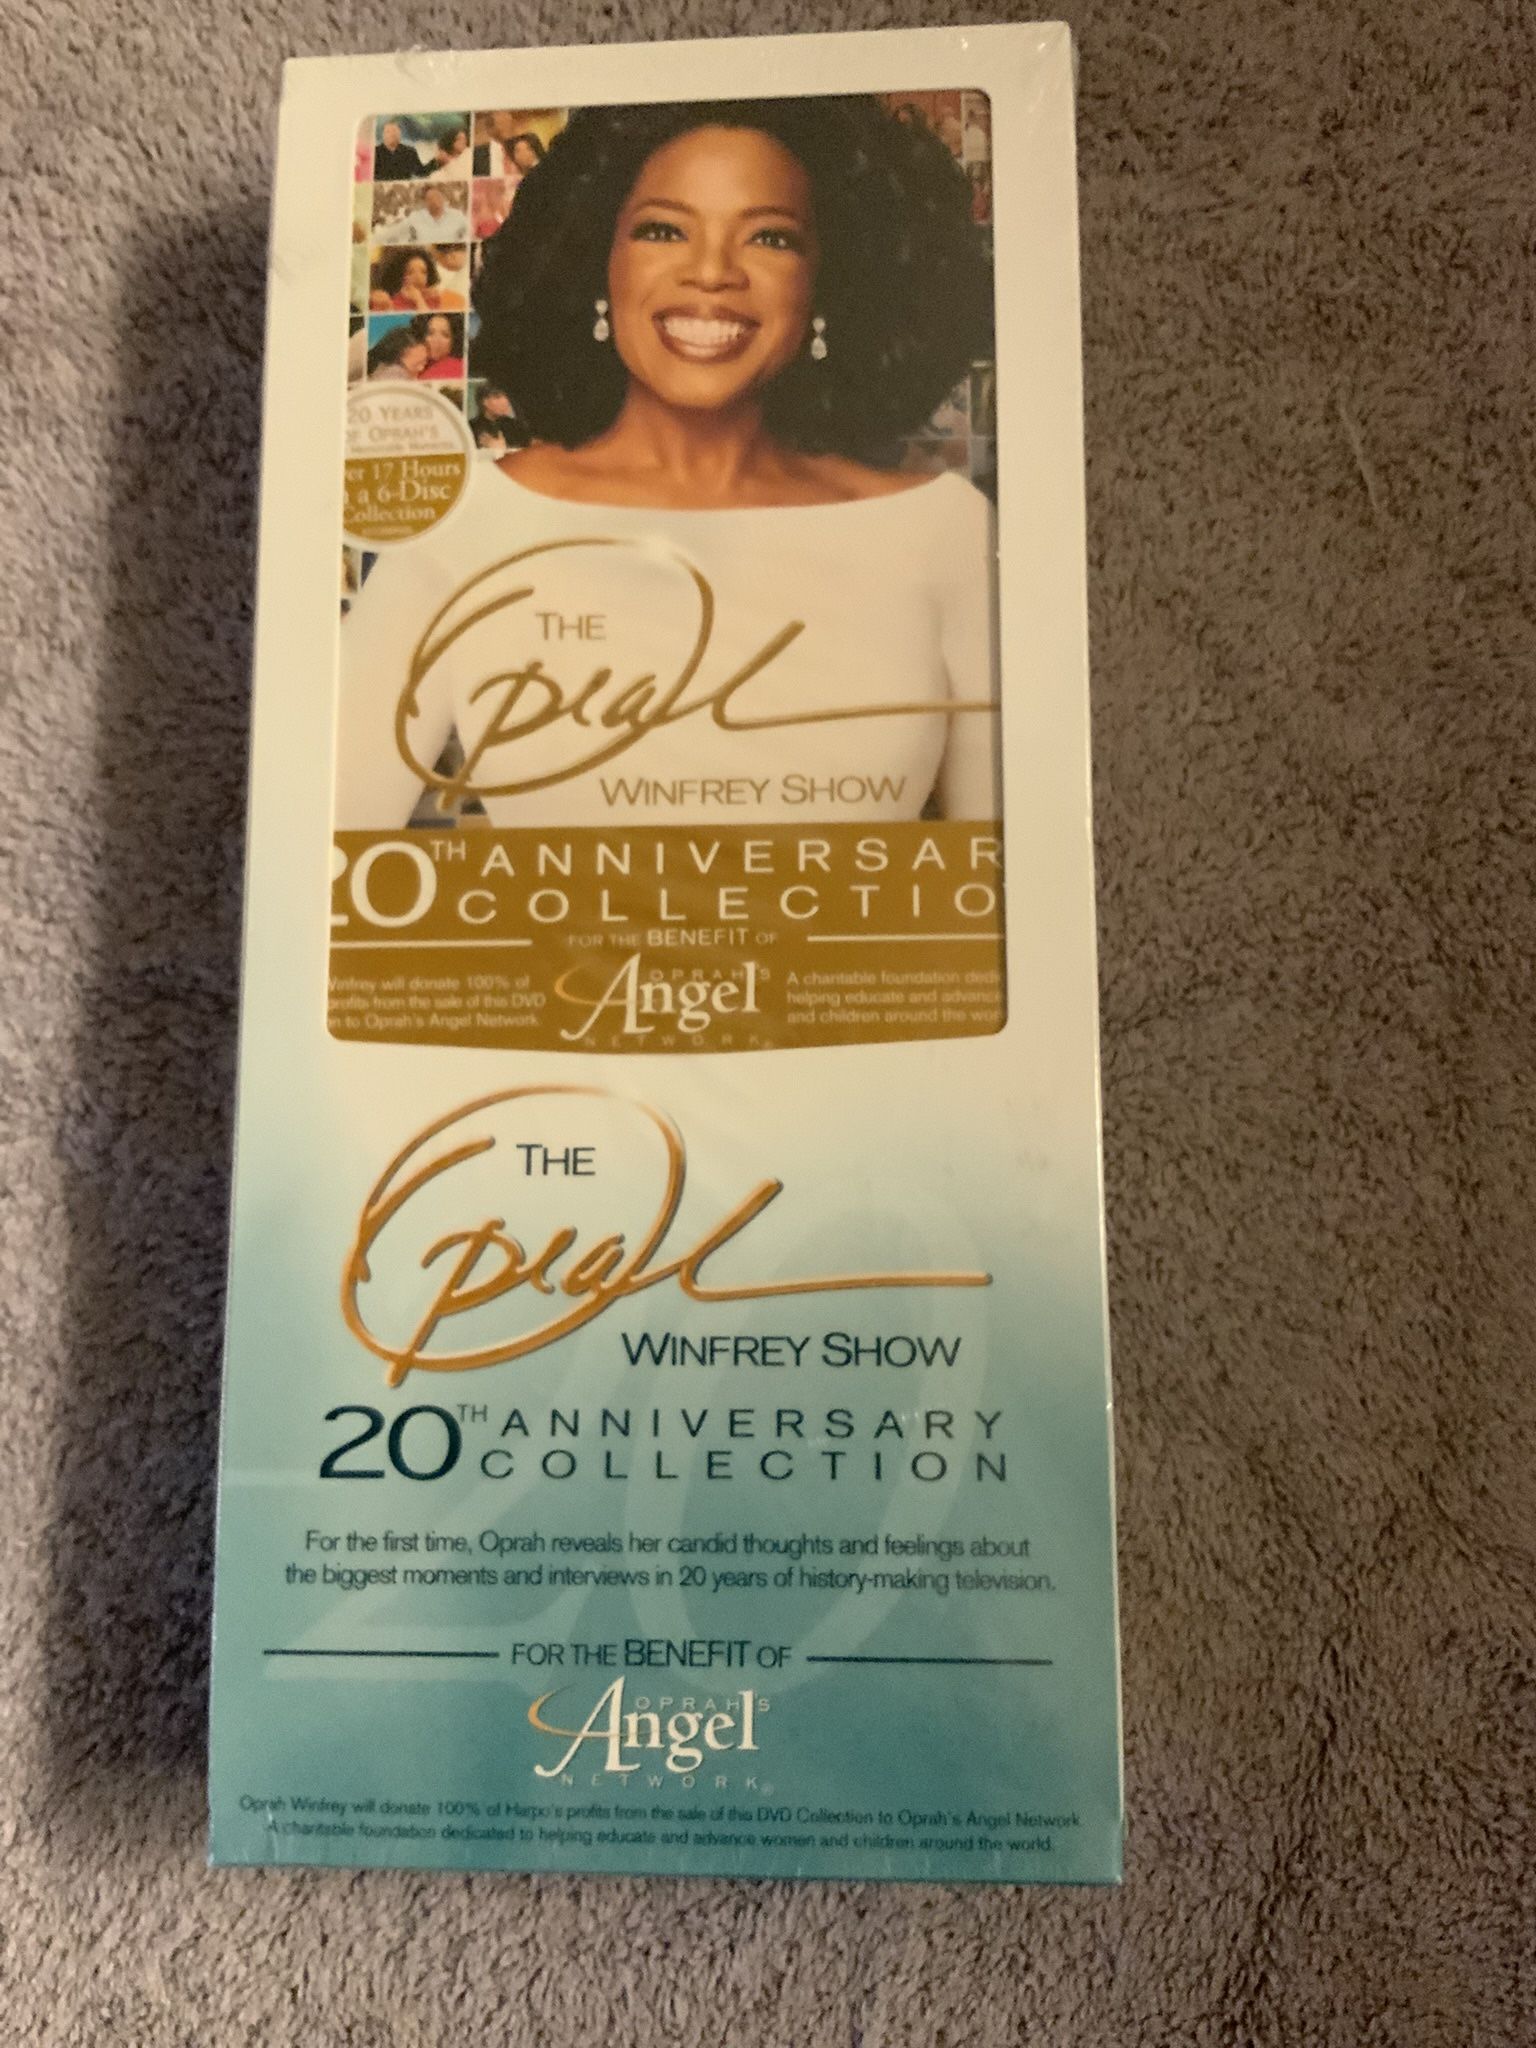 20 YEARS
OF OPRAH'S
er 17 Hours
a 6-Disc
Collection
THE
Oprah
WINFREY SHOW
20TH ANNIVERSAR
COLLECTIO
FOR THE BENEFIT OF
OPRAH'S
Angel
NETWORK®
Winfrey will donate 100% of
profits from the sale of this DVD
n to Oprah's Angel Network.
A charitable foundation dedi
helping educate and advance
and children around the wor
THE
Oprah
WINFREY SHOW
20TH ANNIVERSARY
COLLECTION
For the first time, Oprah reveals her candid thoughts and feelings about
the biggest moments and interviews in 20 years of history-making television.
FOR THE BENEFIT OF
OPRAH'S
Angel
NETWORK®
Oprah Winfrey will donate 100% of Harpo's profits from the sale of this DVD Collection to Oprah's Angel Network
A charitable foundation dedicated to helping educate and advance women and children around the world.